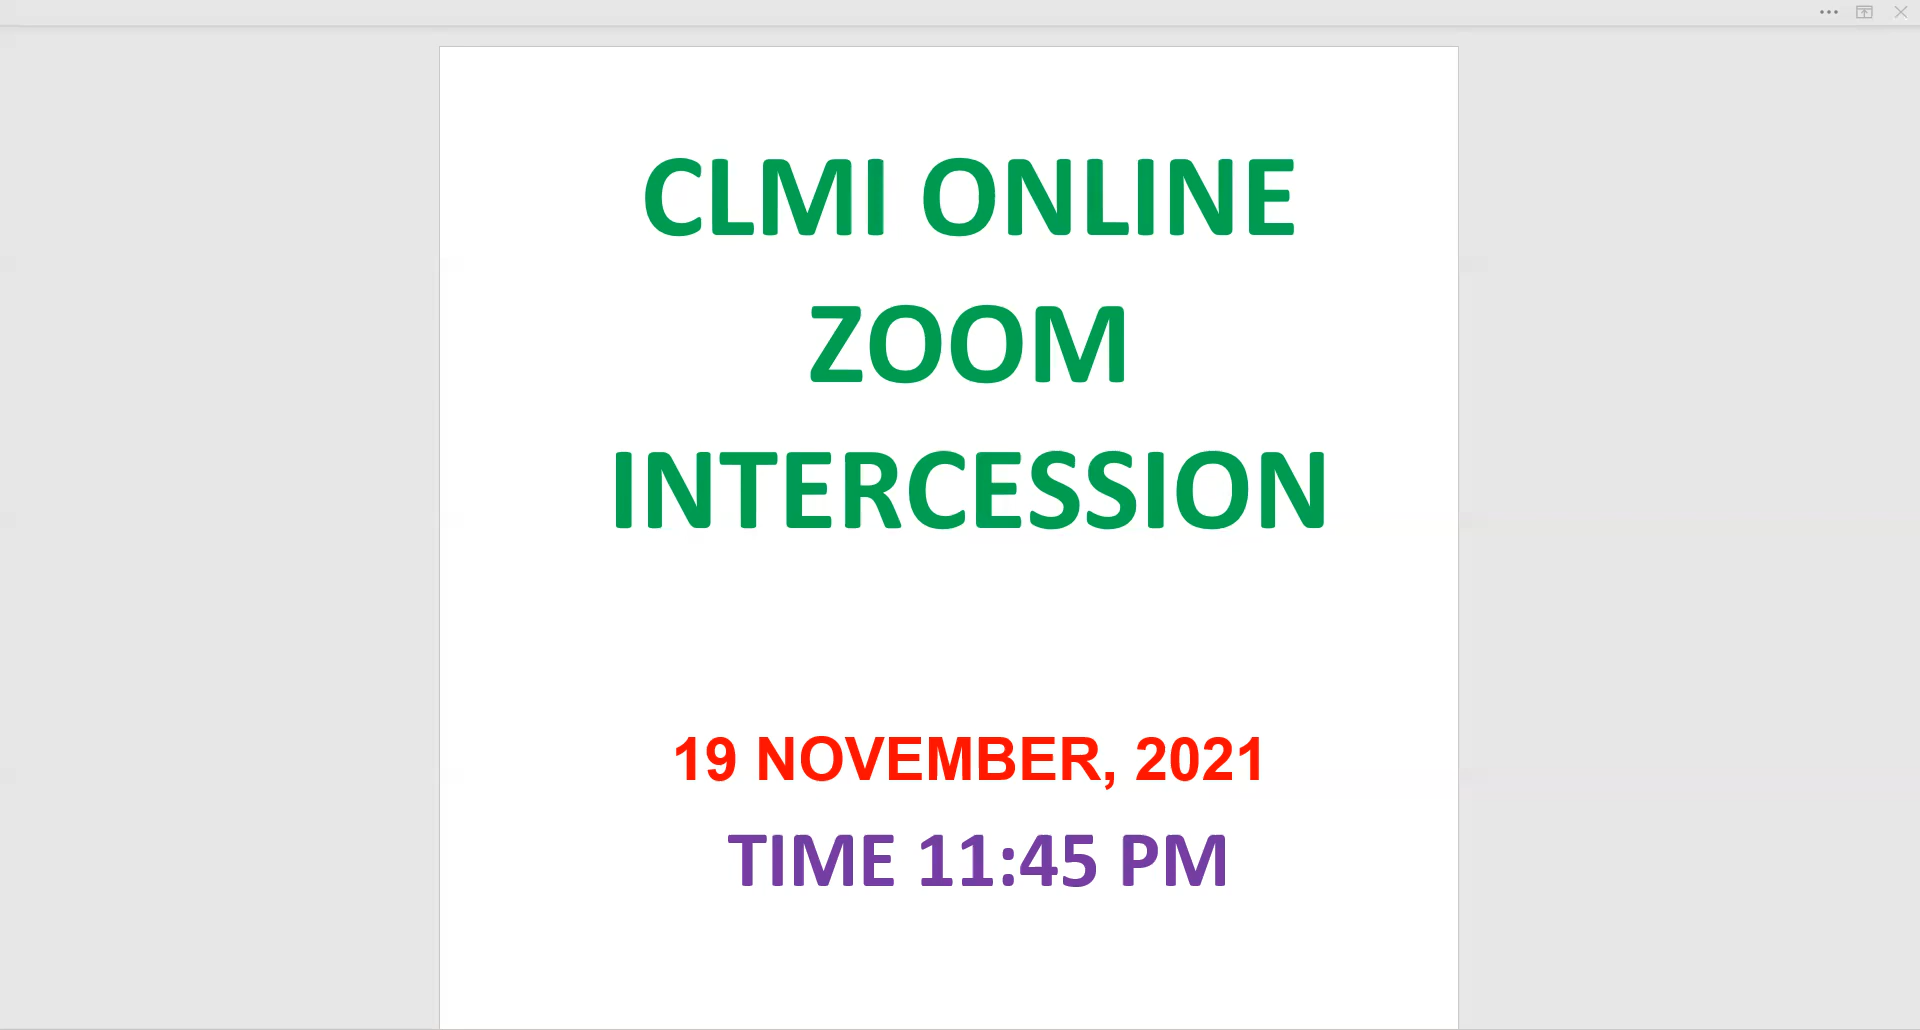 CLMI ONLINE
ZOOM
INTERCESSION
19 NOVEMBER, 2021
TIME 11:45 PM